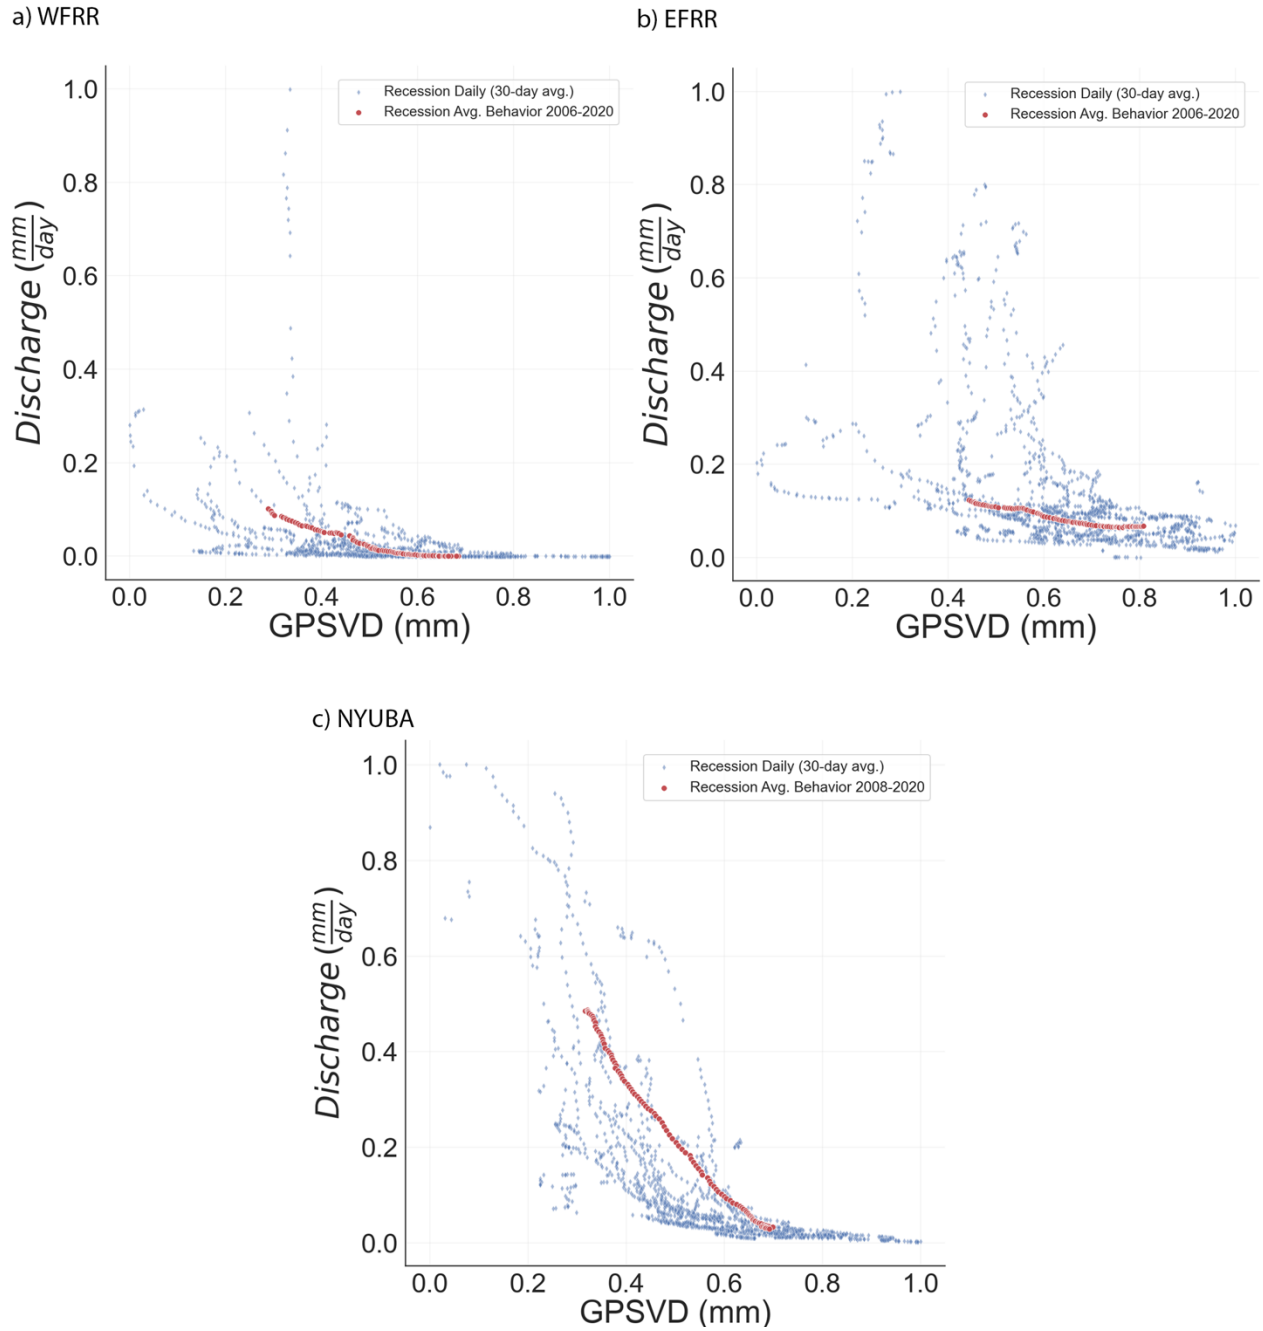 a) WFRR
Recession Daily (30-day avg.)
Recession Avg. Behavior 2006-2020
1.0
0.8
0.6
0.4
0.2
0.0
Discharge (mm/day)
0.0 0.2 0.4 0.6 0.8 1.0
GPSVD (mm)
b) EFRR
Recession Daily (30-day avg.)
Recession Avg. Behavior 2006-2020
1.0
0.8
0.6
0.4
0.2
0.0
Discharge (mm/day)
0.0 0.2 0.4 0.6 0.8 1.0
GPSVD (mm)
c) NYUBA
Recession Daily (30-day avg.)
Recession Avg. Behavior 2008-2020
1.0
0.8
0.6
0.4
0.2
0.0
Discharge (mm/day)
0.0 0.2 0.4 0.6 0.8 1.0
GPSVD (mm)